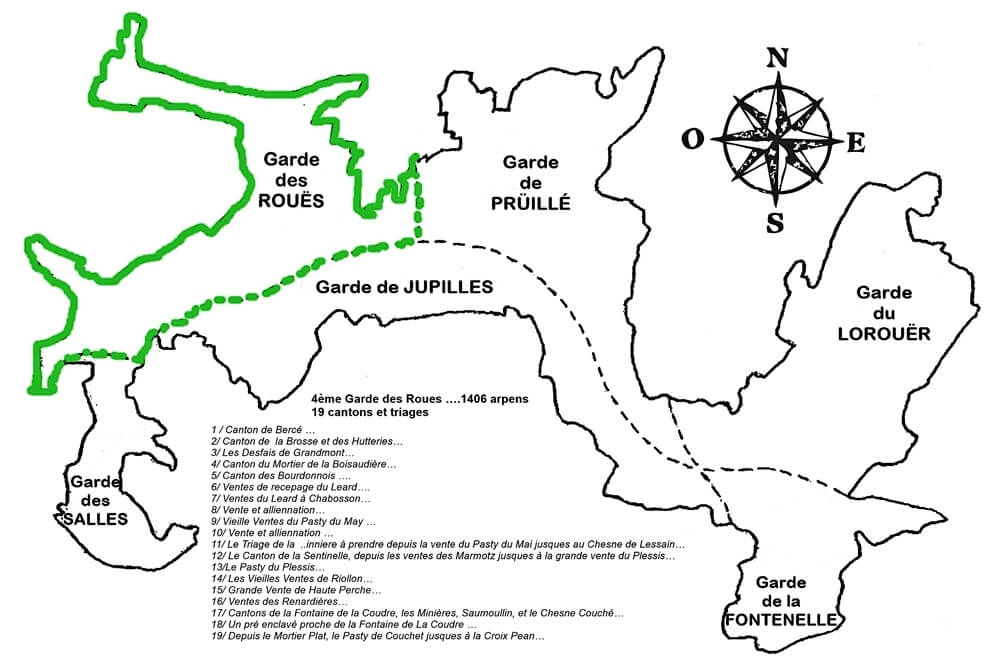 N
O
E
S
Garde
des
ROUËS
Garde
de
PRÜILLÉ
Garde de JUPILLES
Garde
du
LOROUËR
Garde
des
SALLES
Garde
de la
FONTENELLE
4ème Garde des Roues ….1406 arpens
19 cantons et triages
1 / Canton de Bercé …
2/ Canton de  la Brosse et des Hutteries…
3/ Les Desfais de Grandmont…
4/ Canton du Mortier de la Boisaudière…
5/ Canton des Bourdonnois ….
6/ Ventes de recepage du Leard….
7/ Ventes du Leard à Chabosson…
8/ Vente et alliennation…
9/ Vieille Ventes du Pasty du May …
10/ Vente et alliennation …
11/ Le Triage de la  ..inniere à prendre depuis la vente du Pasty du Mai jusques au Chesne de Lessain…
12/ Le Canton de la Sentinelle, depuis les ventes des Marmotz jusques à la grande vente du Plessis…
13/Le Pasty du Plessis…
14/ Les Vieilles Ventes de Riollon…
15/ Grande Vente de Haute Perche…
16/ Ventes des Renardières…
17/ Cantons de la Fontaine de la Coudre, les Minières, Saumoullin, et le Chesne Couché…
18/ Un pré enclavé proche de la Fontaine de La Coudre …
19/ Depuis le Mortier Plat, le Pasty de Couchet jusques à la Croix Pean…